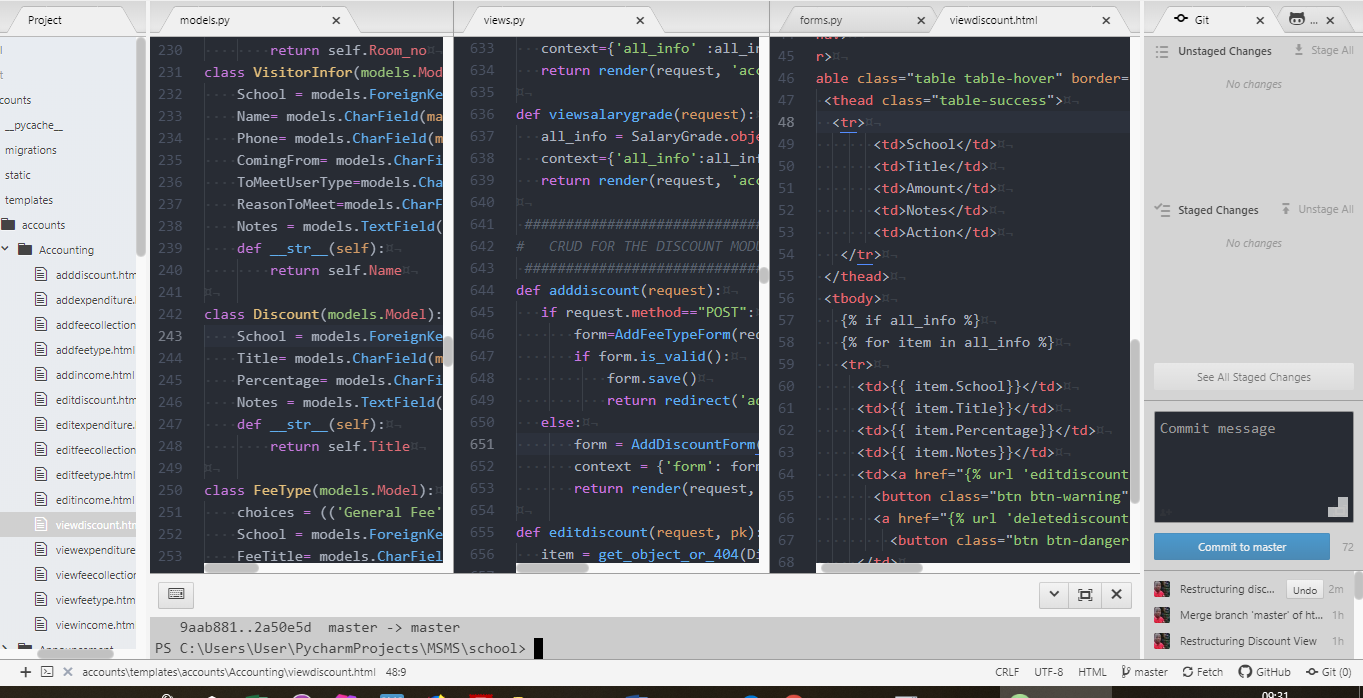 Project
models.py
views.py
forms.py
viewdiscount.html
Git
...
counts
__pycache__
migrations
static
templates
accounts
Accounting
adddiscount.htm
addexpenditure.
addfeecollection
addfeetype.html
addincome.html
editdiscount.html
editexpenditure.
editfeecollection
editfeetype.html
editincome.html
viewdiscount.htm
viewexpenditure
viewfeecollection
viewfeetype.htm
viewincome.htm
230 return self.Room_no
231 class VisitorInfor(models.Mod
232 School = models.ForeignKe
233 Name= models.CharField(ma
234 Phone= models.CharField(m
235 ComingFrom= models.CharFi
236 ToMeetUserType=models.Cha
237 ReasonToMeet=models.CharF
238 Notes = models.TextField(
239 def __str__(self):
240 return self.Name
241
242 class Discount(models.Model):
243 School = models.ForeignKe
244 Title= models.CharField(m
245 Percentage= models.CharFi
246 Notes = models.TextField(
247 def __str__(self):
248 return self.Title
249
250 class FeeType(models.Model):
251 choices = (('General Fee'
252 School = models.ForeignKe
253 FeeTitle= models.CharFiel
633 context={'all_info' :all_in
634 return render(request, 'acc
635
636 def viewsalarygrade(request):
637 all_info = SalaryGrade.obje
638 context={'all_info':all_inf
639 return render(request, 'acc
640
641 #############################
642 # CRUD FOR THE DISCOUNT MODU
643 #############################
644 def adddiscount(request):
645 if request.method=="POST":
646 form=AddFeeTypeForm(req
647 if form.is_valid():
648 form.save()
649 return redirect('ad
650 else:
651 form = AddDiscountForm(
652 context = {'form': form
653 return render(request,
654
655 def editdiscount(request, pk):
656 item = get_object_or_404(Di
45 r>
46 able class="table table-hover" border=
47 <thead class="table-success">
48 <tr>
49 <td>School</td>
50 <td>Title</td>
51 <td>Amount</td>
52 <td>Notes</td>
53 <td>Action</td>
54 </tr>
55 </thead>
56 <tbody>
57 {% if all_info %}
58 {% for item in all_info %}
59 <tr>
60 <td>{{ item.School}}</td>
61 <td>{{ item.Title}}</td>
62 <td>{{ item.Percentage}}</td>
63 <td>{{ item.Notes}}</td>
64 <td><a href="{% url 'editdiscount
65 <button class="btn btn-warning"
66 <a href="{% url 'deletediscount
67 <button class="btn btn-danger
68 </td>
Unstaged Changes
Stage All
No changes
Staged Changes
Unstage All
No changes
See All Staged Changes
Commit message
Commit to master
72
Restructuring disc...
Undo
2m
Merge branch 'master' of ht...
1h
Restructuring Discount View
1h
9aab881..2a50e5d master -> master
PS C:\Users\User\PycharmProjects\MSMS\school>
accounts\templates\accounts\Accounting\viewdiscount.html
48:9
CRLF
UTF-8
HTML
master
Fetch
GitHub
Git (0)
09:31